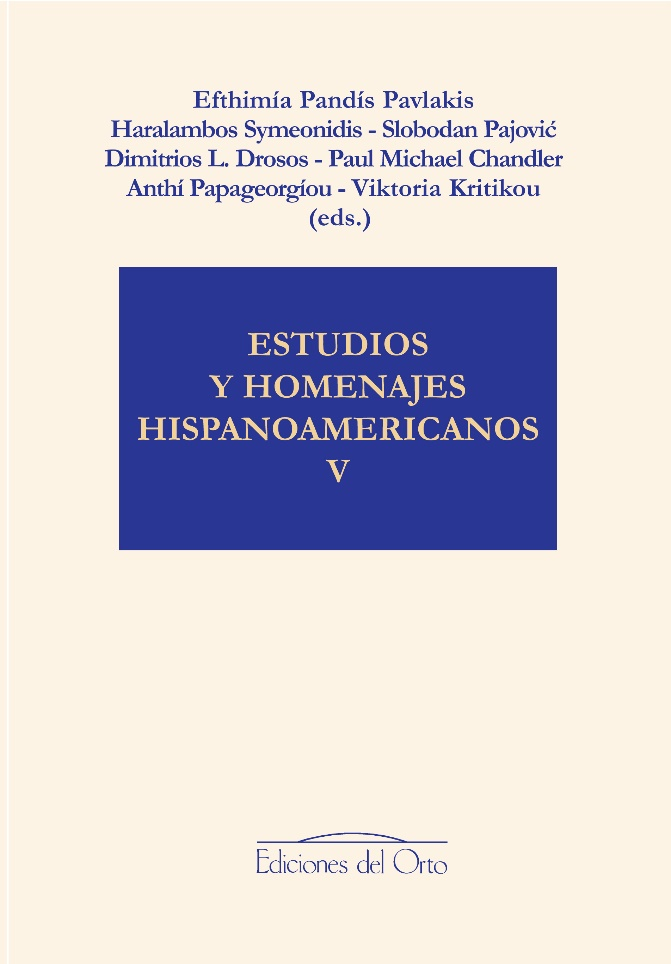 Efthimía Pandís Pavlakis
Haralambos Symeonidis - Slobodan Pajović
Dimitrios L. Drosos - Paul Michael Chandler
Anthí Papageorgíou - Viktoria Kritikou
(eds.)
ESTUDIOS
Y HOMENAJES
HISPANOAMERICANOS
V
Ediciones del Orto